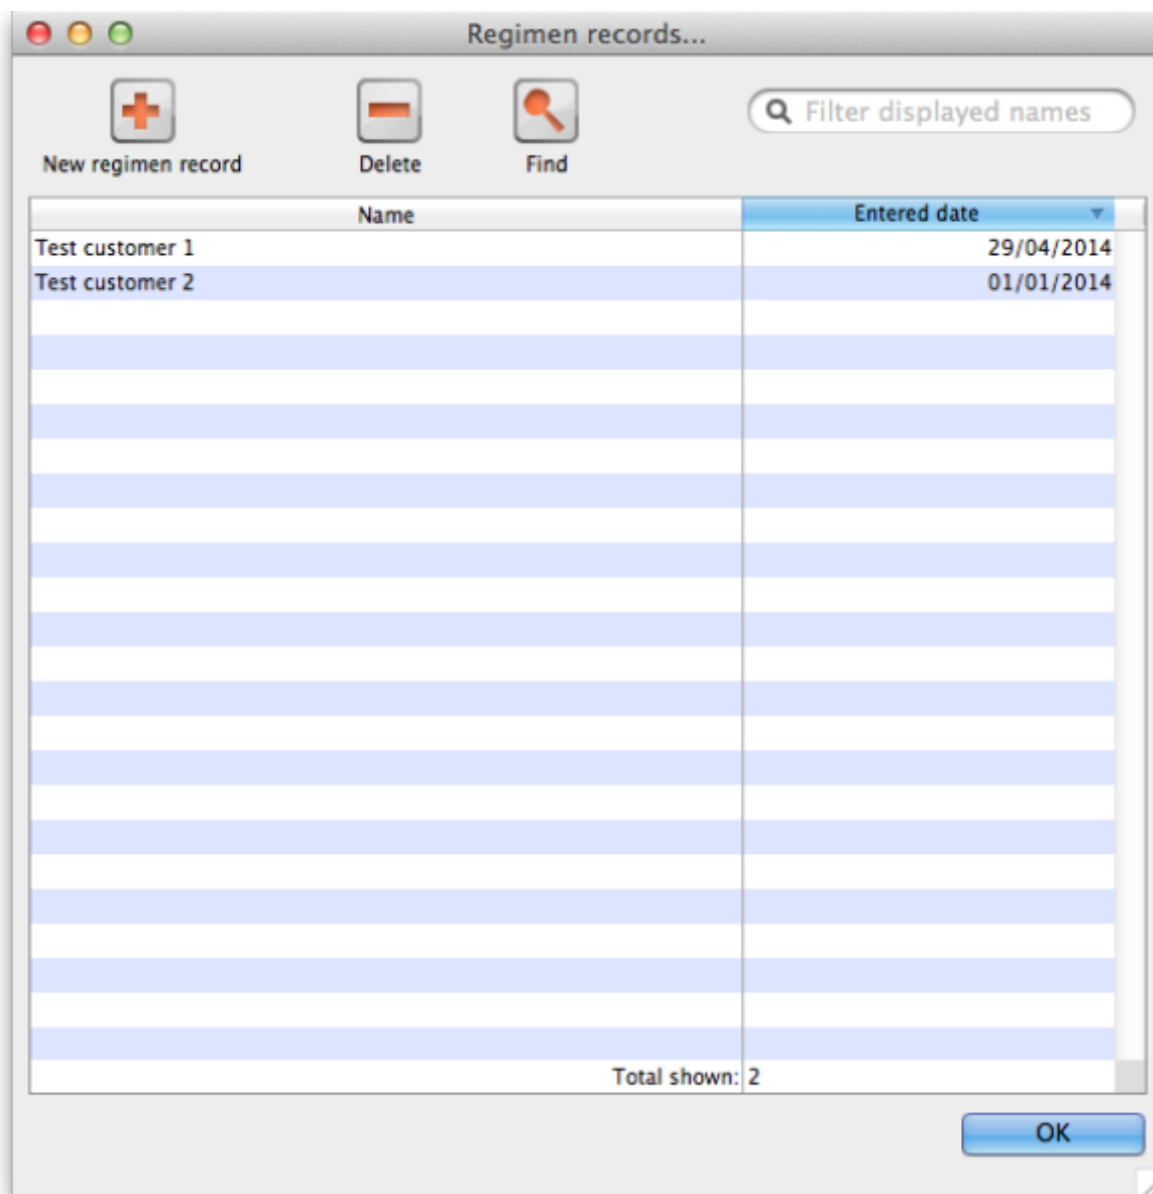 Regimen records...
Filter displayed names
New regimen record Delete Find
Name Entered date
Test customer 1 29/04/2014
Test customer 2 01/01/2014
Total shown: 2
OK